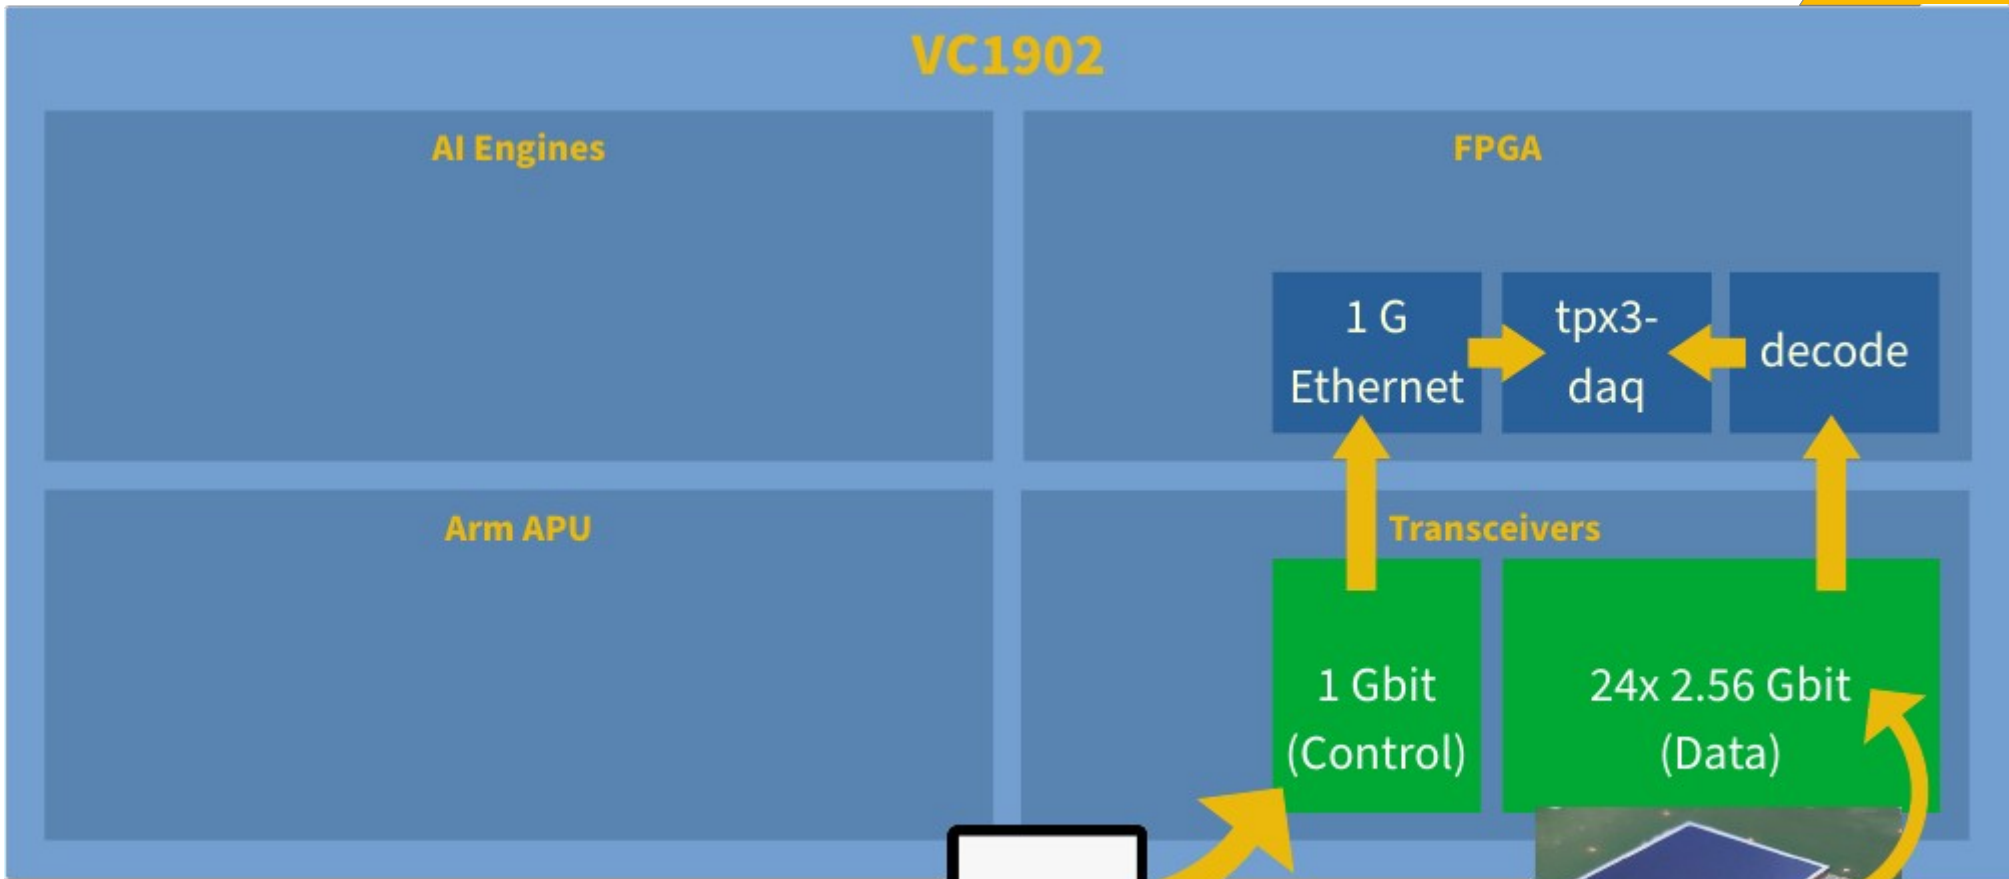 VC1902
AI Engines
FPGA
1 G
Ethernet
tpx3-
daq
decode
Arm APU
Transceivers
1 Gbit
(Control)
24x 2.56 Gbit
(Data)